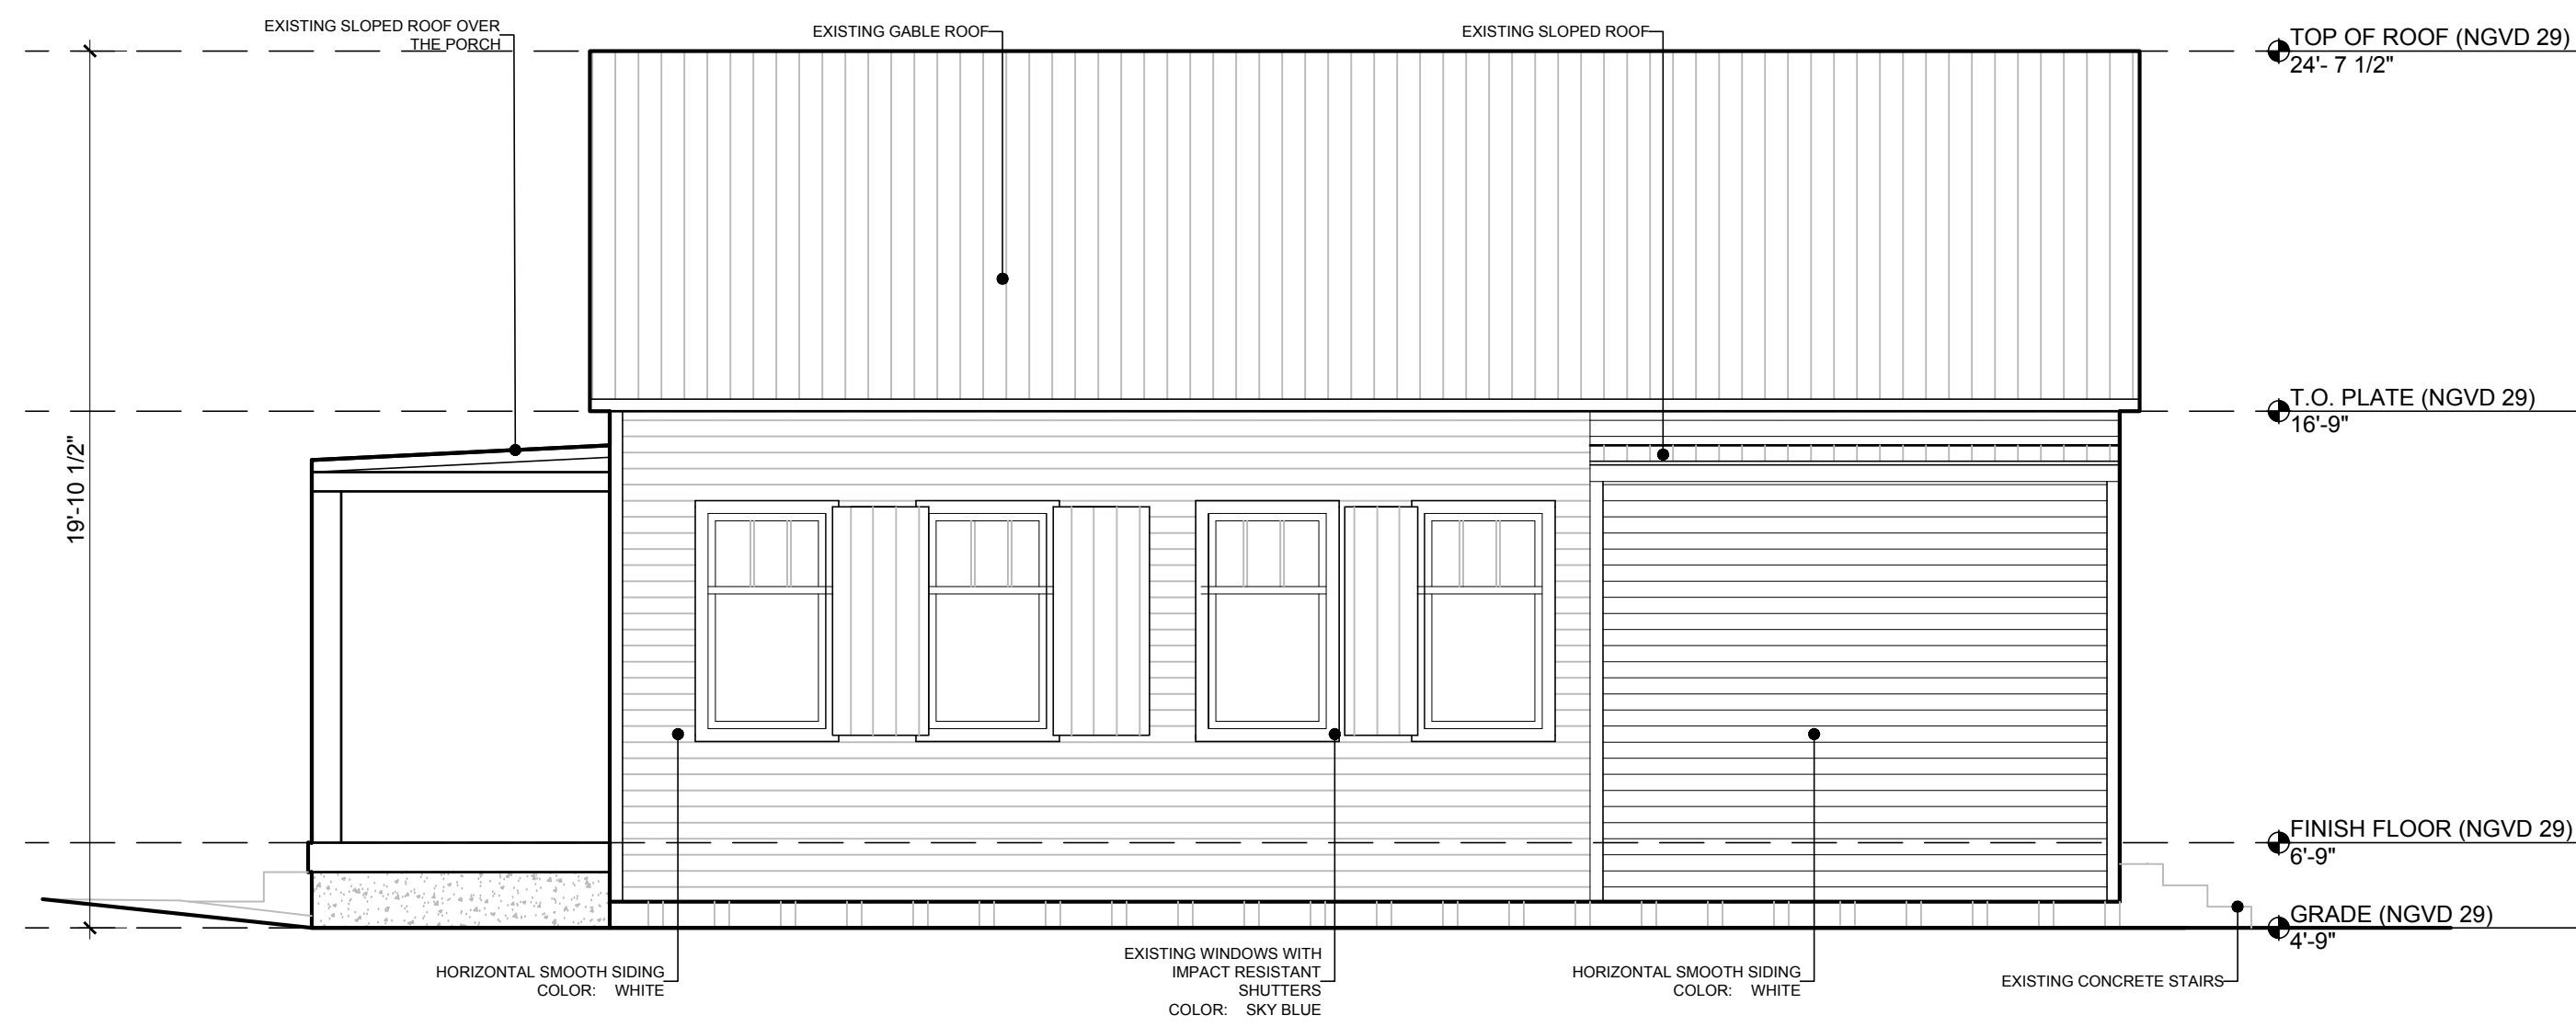 EXISTING SLOPED ROOF OVER
THE PORCH
EXISTING GABLE ROOF
EXISTING SLOPED ROOF
TOP OF ROOF (NGVD 29)
24'- 7 1/2"
T.O. PLATE (NGVD 29)
16'-9"
19'-10 1/2"
FINISH FLOOR (NGVD 29)
6'-9"
GRADE (NGVD 29)
4'-9"
HORIZONTAL SMOOTH SIDING
COLOR: WHITE
EXISTING WINDOWS WITH
IMPACT RESISTANT
SHUTTERS
COLOR: SKY BLUE
HORIZONTAL SMOOTH SIDING
COLOR: WHITE
EXISTING CONCRETE STAIRS